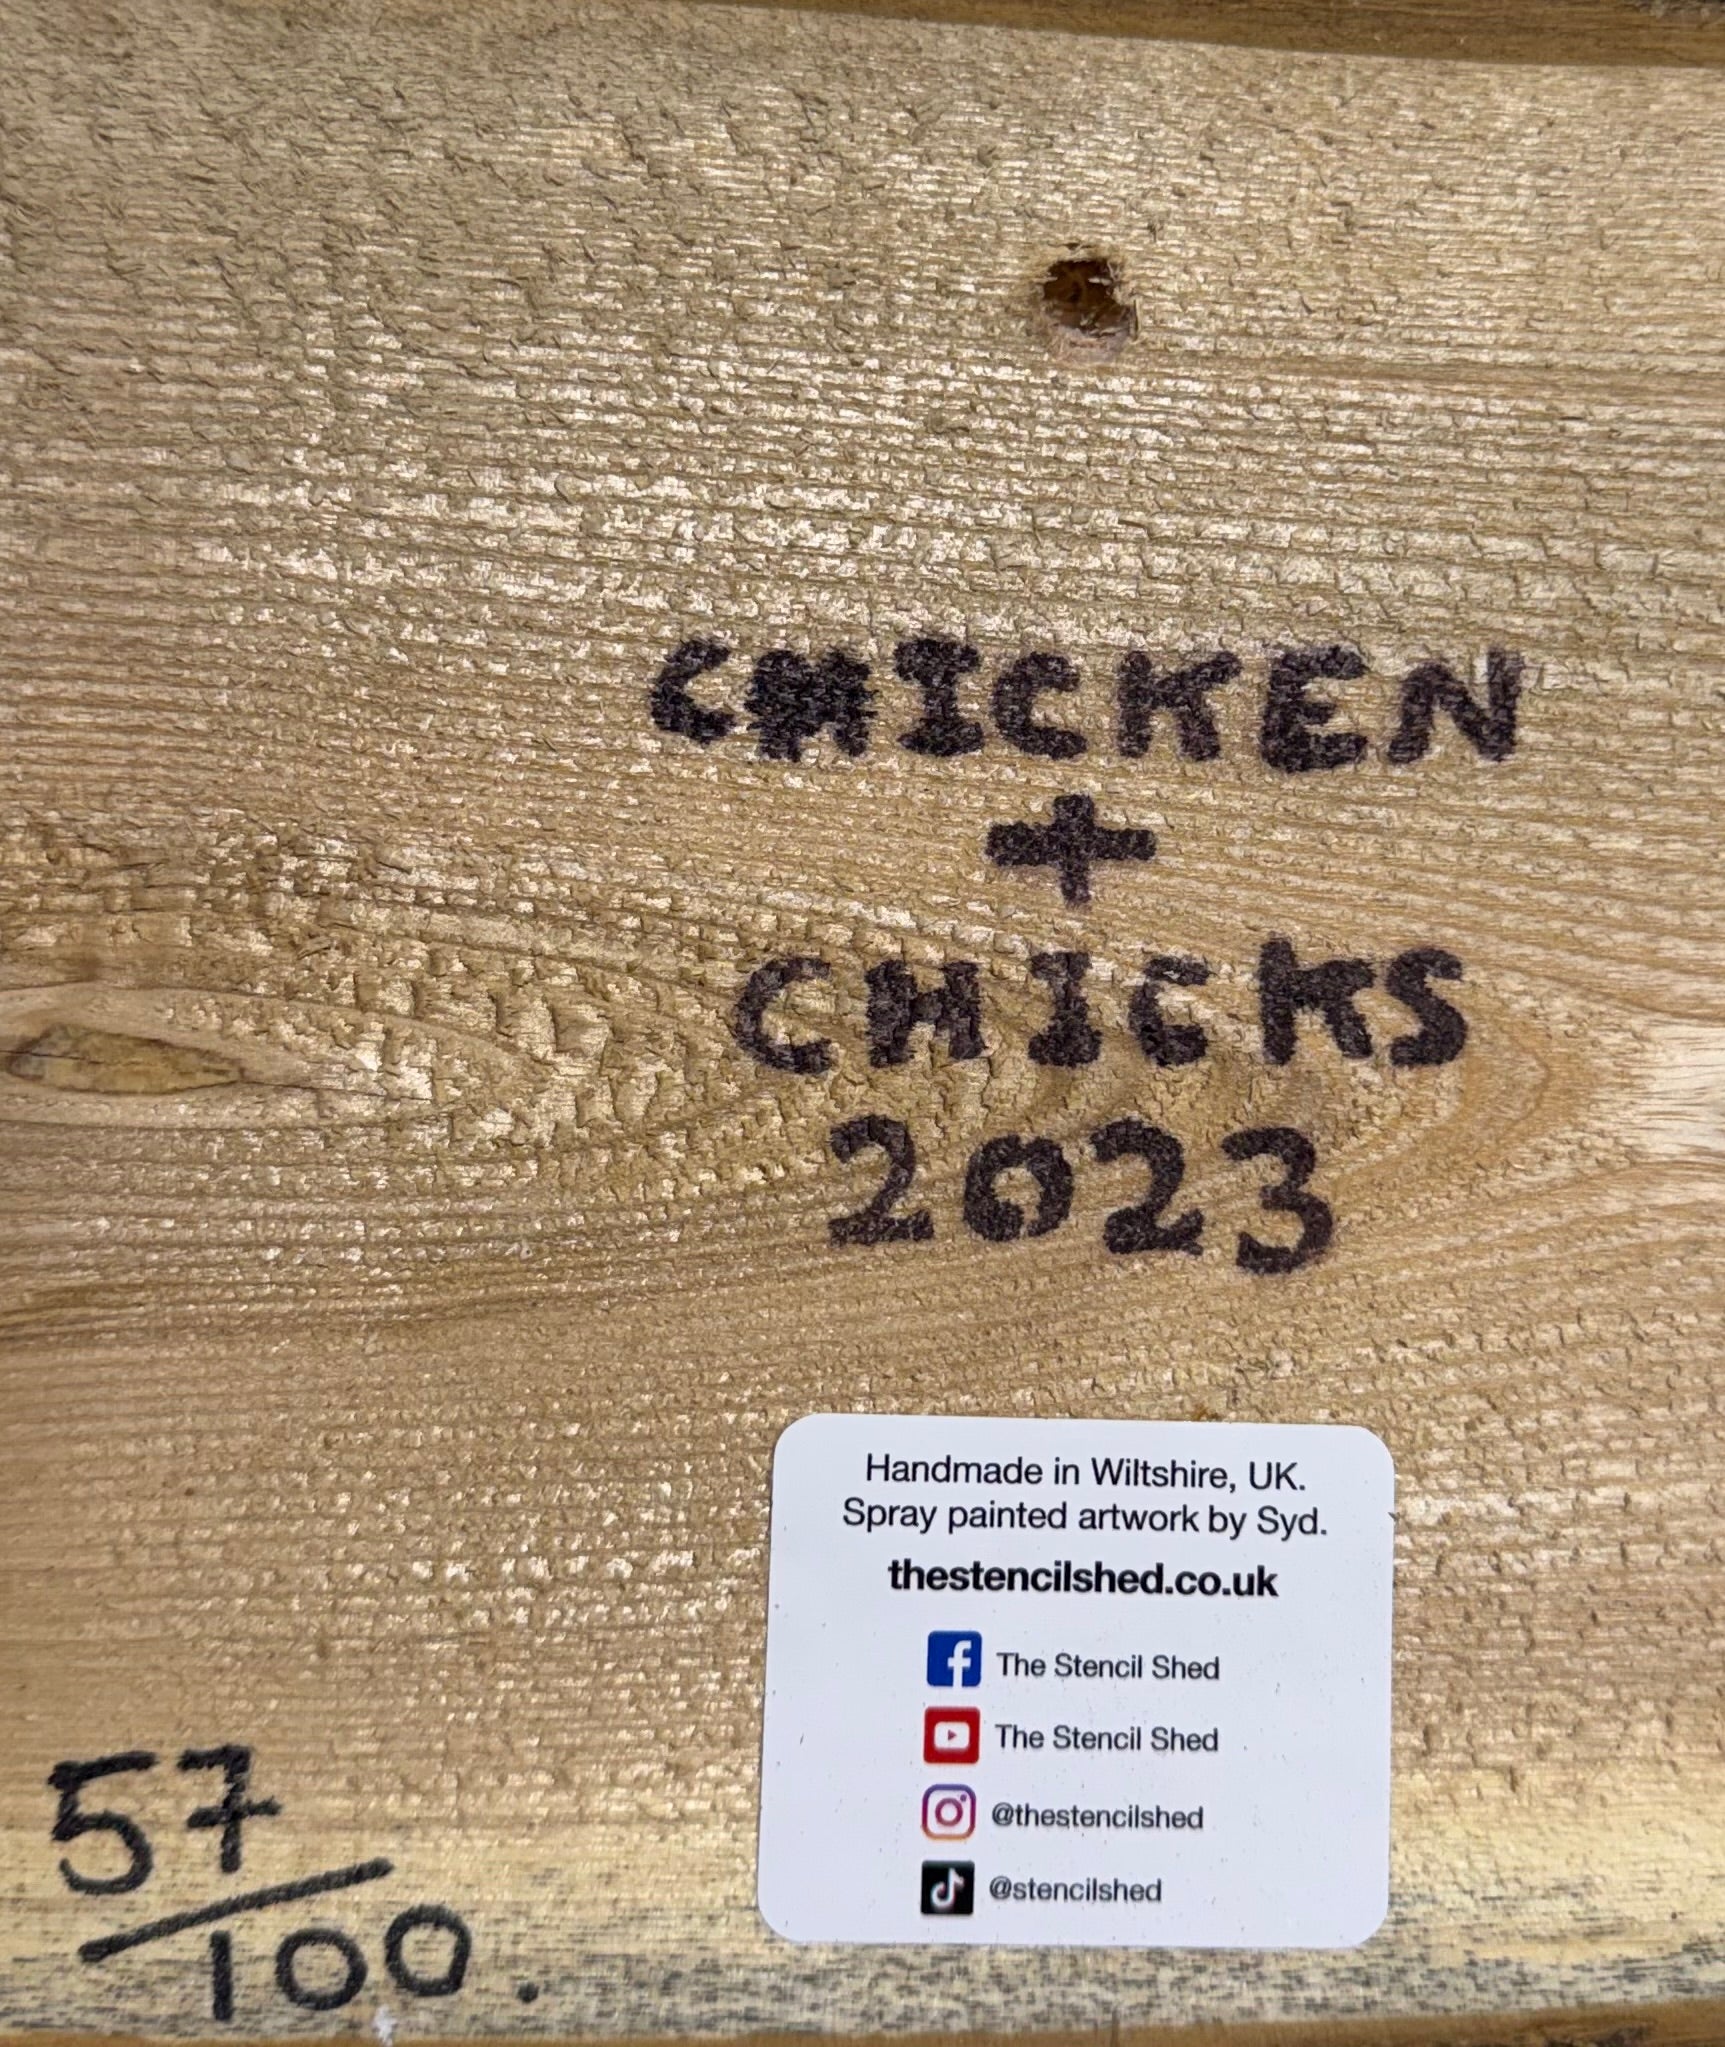 CHICKEN
+
CHICKS
2023
Handmade in Wiltshire, UK.
Spray painted artwork by Syd.
thestencilshed.co.uk
The Stencil Shed
The Stencil Shed
@thestencilshed
@stencilshed
57
100.